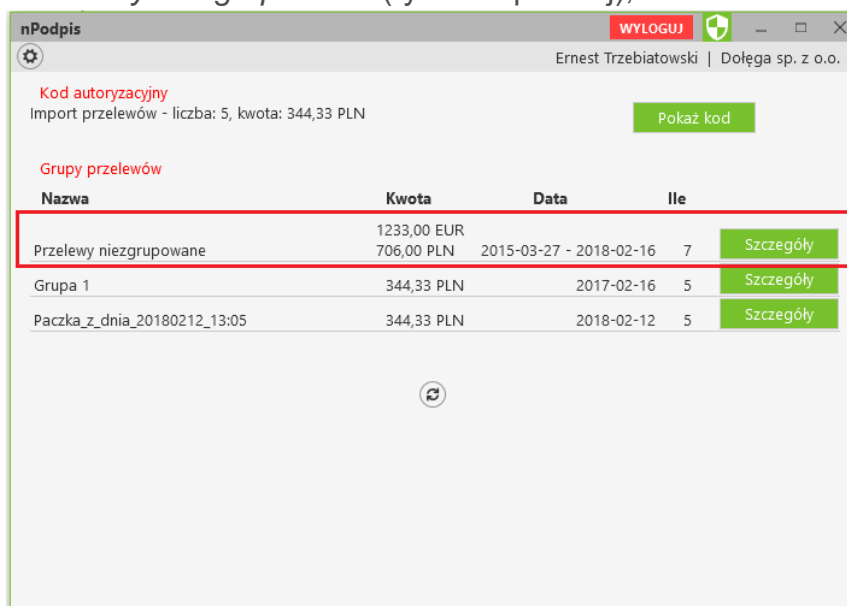 nPodpis WYLOGUJ
Ernest Trzebiatowski | Dołęga sp. z o.o.
Kod autoryzacyjny
Import przelewów - liczba: 5, kwota: 344,33 PLN Pokaż kod
Grupy przelewów
Nazwa Kwota Data Ile
1233,00 EUR
Przelewy niezgrupowane 706,00 PLN 2015-03-27 - 2018-02-16 7 Szczegóły
Grupa 1 344,33 PLN 2017-02-16 5 Szczegóły
Paczka_z_dnia_20180212_13:05 344,33 PLN 2018-02-12 5 Szczegóły